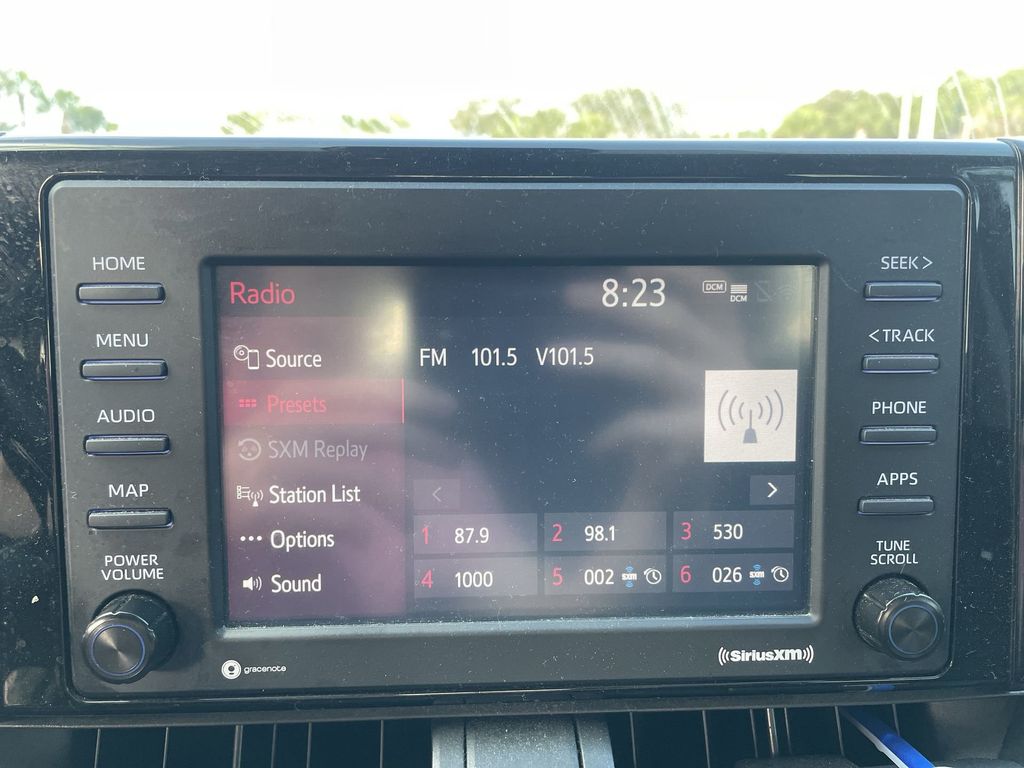 HOME
MENU
AUDIO
MAP
POWER
VOLUME
Radio
8:23
DCM
DCM
Source
Presets
SXM Replay
Station List
Options
Sound
FM 101.5 V101.5
<
>
1 87.9
2 98.1
3 530
4 1000
5 002 SXM
6 026 SXM
SEEK >
< TRACK
PHONE
APPS
TUNE
SCROLL
gracenote
((SiriusXM))